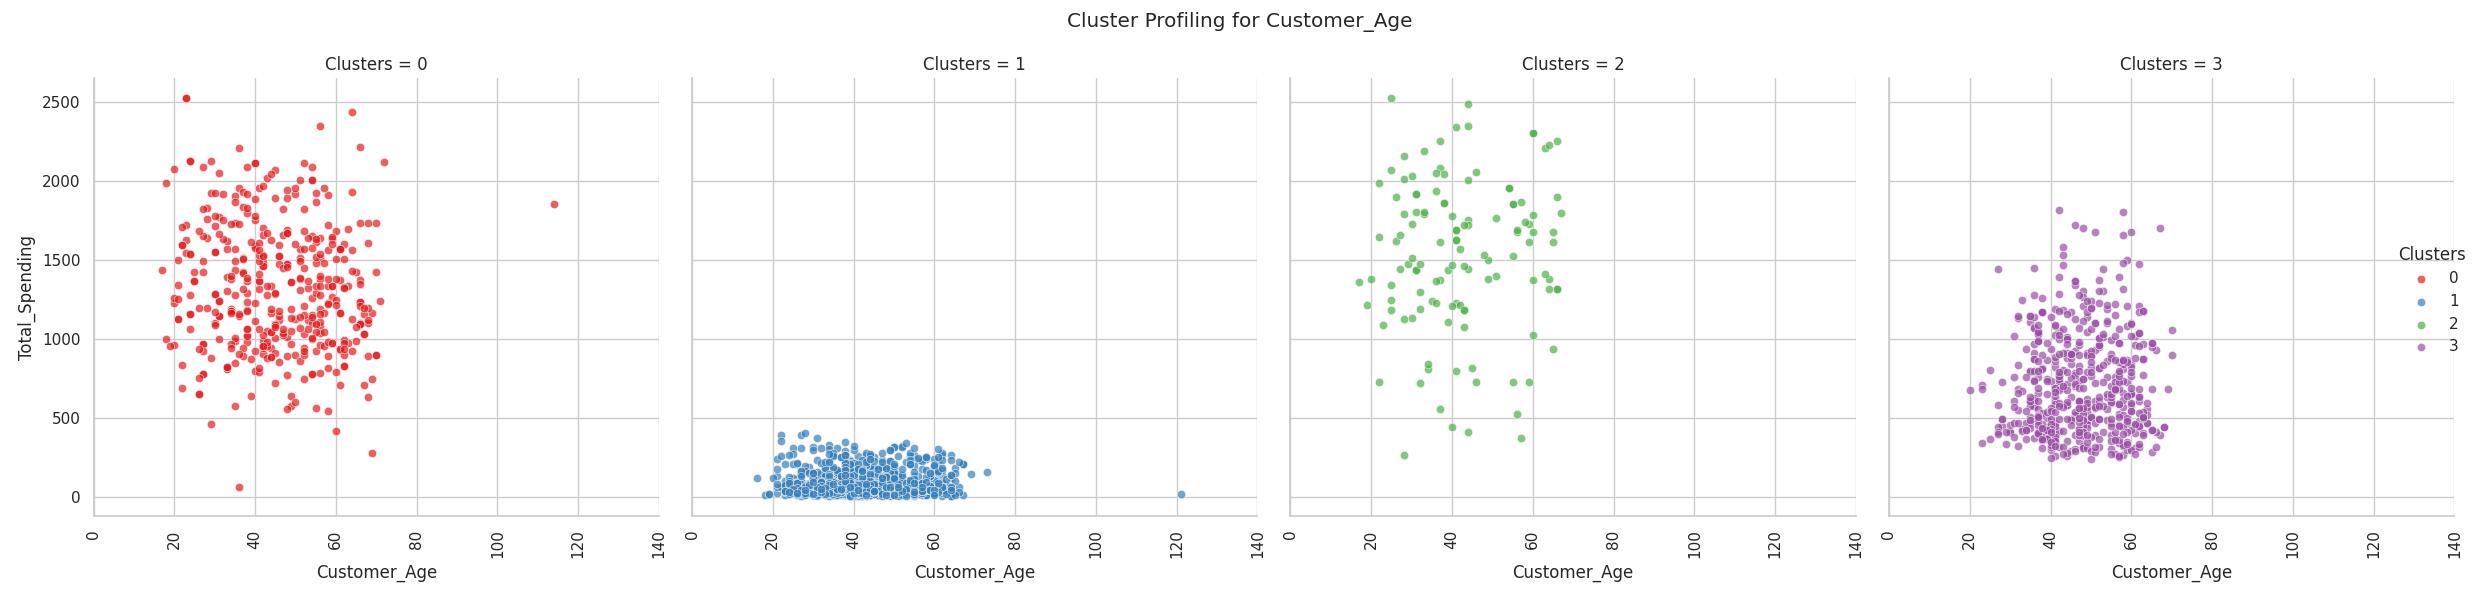 Cluster Profiling for Customer_Age
Clusters = 0
Clusters = 1
Clusters = 2
Clusters = 3
Total_Spending
2500
2000
1500
1000
500
0
0 20 40 60 80 100 120 140
0 20 40 60 80 100 120 140
0 20 40 60 80 100 120 140
0 20 40 60 80 100 120 140
Customer_Age
Customer_Age
Customer_Age
Customer_Age
Clusters
0
1
2
3